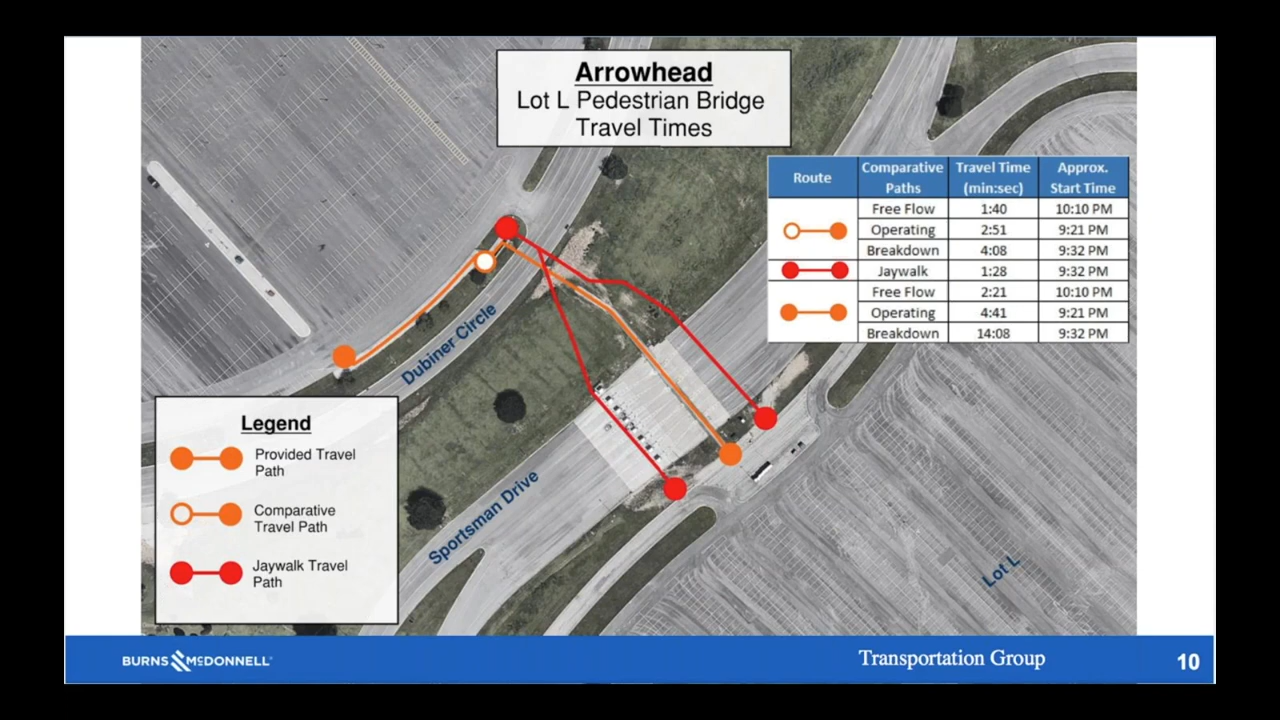 Arrowhead
Lot L Pedestrian Bridge
Travel Times
Route Comparative Paths Travel Time (min:sec) Approx. Start Time
Free Flow 1:40 10:10 PM
Operating 2:51 9:21 PM
Breakdown 4:08 9:32 PM
Jaywalk 1:28 9:32 PM
Free Flow 2:21 10:10 PM
Operating 4:41 9:21 PM
Breakdown 14:08 9:32 PM
Dubiner Circle
Sportsman Drive
Lot L
Legend
Provided Travel
Path
Comparative
Travel Path
Jaywalk Travel
Path
BURNS MCDONNELL
Transportation Group
10